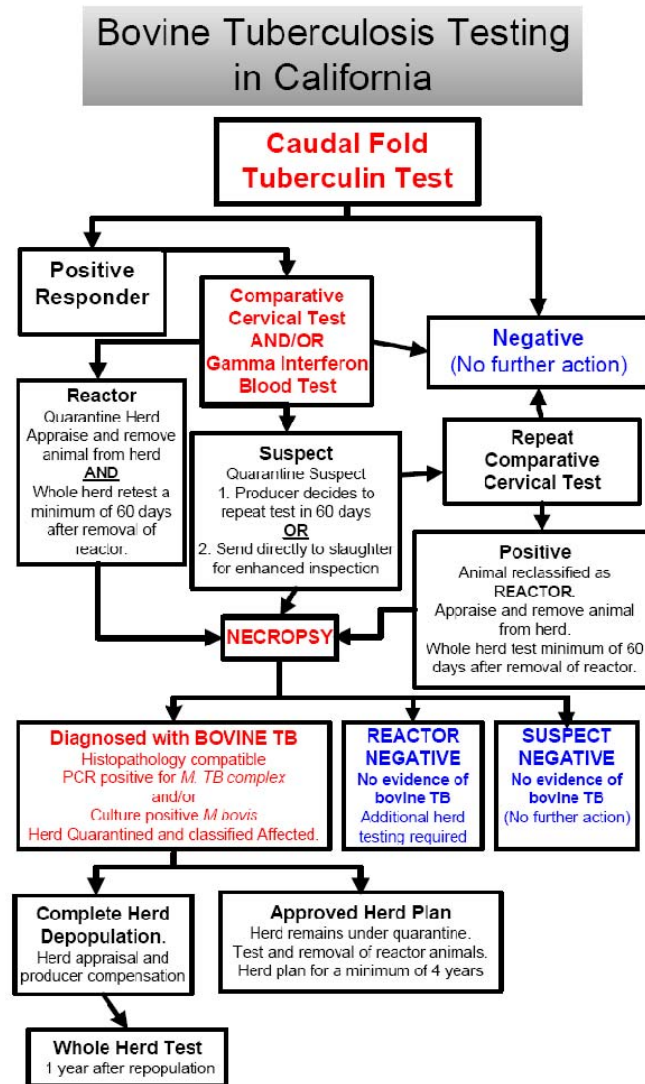 Bovine Tuberculosis Testing
in California
Caudal Fold
Tuberculin Test
Positive
Responder
Comparative
Cervical Test
AND/OR
Gamma Interferon
Blood Test
Negative
(No further action)
Reactor
Quarantine Herd
Appraise and remove
animal from herd
AND
Whole herd retest a
minimum of 60 days
after removal of
reactor.
Suspect
Quarantine Suspect
1. Producer decides to
repeat test in 60 days
OR
2. Send directly to slaughter
for enhanced inspection
Repeat
Comparative
Cervical Test
Positive
Animal reclassified as
REACTOR.
Appraise and remove animal
from herd.
Whole herd test minimum of 60
days after removal of reactor.
NECROPSY
Diagnosed with BOVINE TB
Histopathology compatible
PCR positive for M. TB complex
and/or
Culture positive M bovis
Herd Quarantined and classified Affected.
REACTOR
NEGATIVE
No evidence of
bovine TB
Additional herd
testing required
SUSPECT
NEGATIVE
No evidence of
bovine TB
(No further action)
Complete Herd
Depopulation.
Herd appraisal and
producer compensation
Approved Herd Plan
Herd remains under quarantine.
Test and removal of reactor animals.
Herd plan for a minimum of 4 years
Whole Herd Test
1 year after repopulation